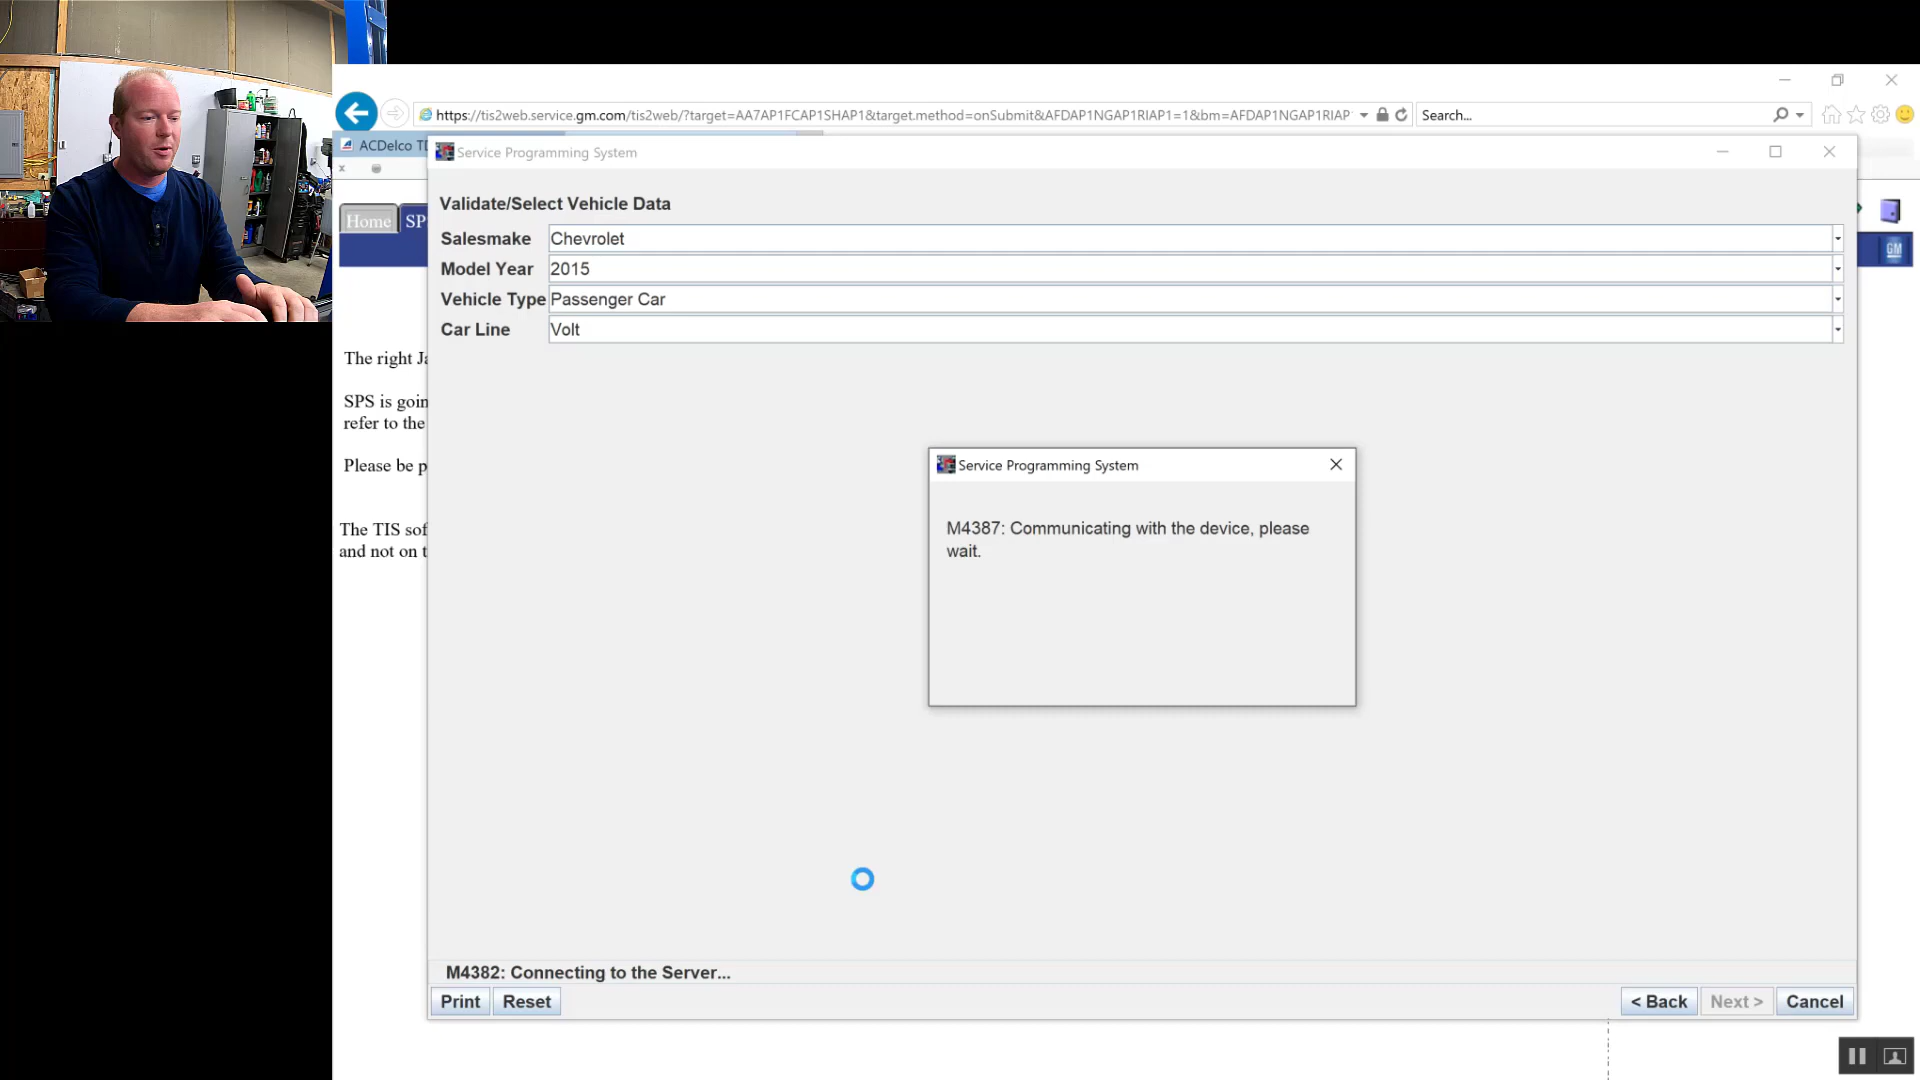 https://tis2web.service.gm.com/tis2web/?target=AA7AP1FCAP1SHAP1&target.method=onSubmit&AFDAP1NGAP1RIAP1=1&bm=AFDAP1NGAP1RIAP
Search...
ACDelco TD
Service Programming System
Home
SP
GM
Validate/Select Vehicle Data
Salesmake Chevrolet
Model Year 2015
Vehicle Type Passenger Car
Car Line Volt
The right Ja
SPS is goin
refer to the
Please be p
The TIS sof
and not on t
Service Programming System
M4387: Communicating with the device, please
wait.
M4382: Connecting to the Server...
Print Reset < Back Next > Cancel